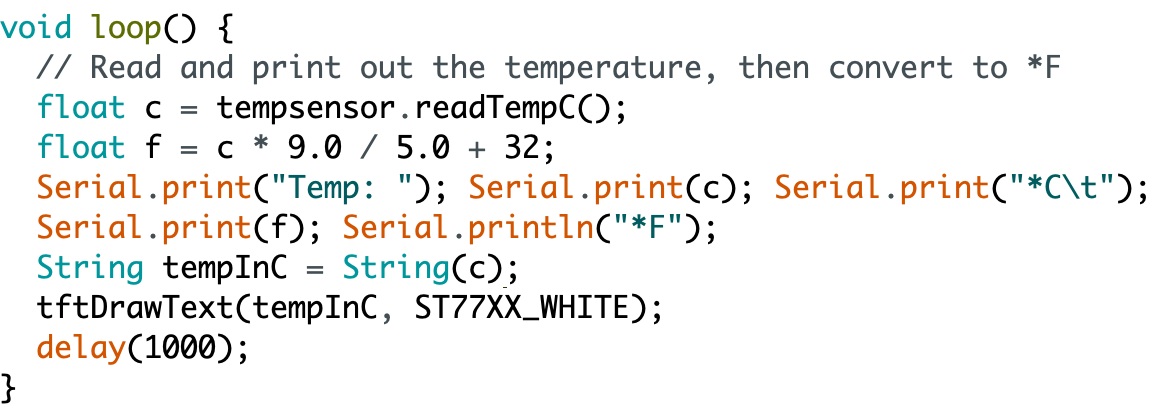 void loop() {
  // Read and print out the temperature, then convert to *F
  float c = tempsensor.readTempC();
  float f = c * 9.0 / 5.0 + 32;
  Serial.print("Temp: "); Serial.print(c); Serial.print("*C\t");
  Serial.print(f); Serial.println("*F");
  String tempInC = String(c);
  tftDrawText(tempInC, ST77XX_WHITE);
  delay(1000);
}